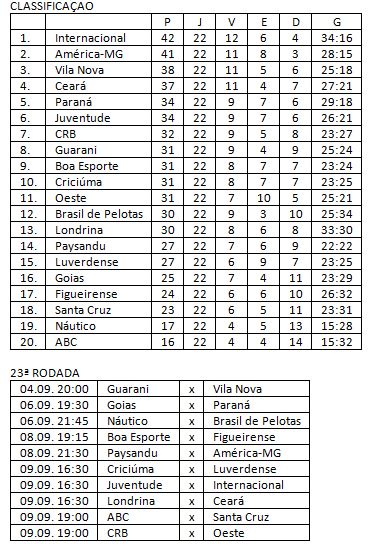 CLASSIFICAÇAO
P J V E D G
1. Internacional 42 22 12 6 4 34:16
2. América-MG 41 22 11 8 3 28:15
3. Vila Nova 38 22 11 5 6 25:18
4. Ceará 37 22 11 4 7 27:21
5. Paraná 34 22 9 7 6 29:18
6. Juventude 34 22 9 7 6 26:21
7. CRB 32 22 9 5 8 23:27
8. Guarani 31 22 9 4 9 25:24
9. Boa Esporte 31 22 8 7 7 23:24
10. Criciúma 31 22 8 7 7 23:25
11. Oeste 31 22 7 10 5 25:21
12. Brasil de Pelotas 30 22 9 3 10 25:34
13. Londrina 30 22 8 6 8 33:30
14. Paysandu 27 22 7 6 9 22:22
15. Luverdense 27 22 6 9 7 23:25
16. Goias 25 22 7 4 11 23:29
17. Figueirense 24 22 6 6 10 26:32
18. Santa Cruz 23 22 6 5 11 23:31
19. Náutico 17 22 4 5 13 15:28
20. ABC 16 22 4 4 14 15:32
23ª RODADA
04.09. 20:00 Guarani x Vila Nova
06.09. 19:30 Goias x Paraná
06.09. 21:45 Náutico x Brasil de Pelotas
08.09. 19:15 Boa Esporte x Figueirense
08.09. 21:30 Paysandu x América-MG
09.09. 16:30 Criciúma x Luverdense
09.09. 16:30 Juventude x Internacional
09.09. 16:30 Londrina x Ceará
09.09. 19:00 ABC x Santa Cruz
09.09. 19:00 CRB x Oeste